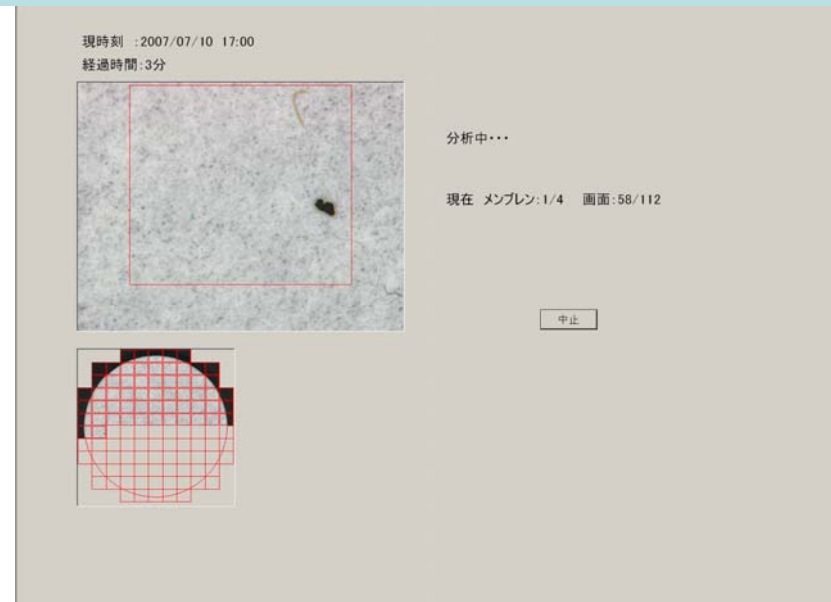 現時刻 :2007/07/10 17:00
経過時間:3分
分析中･･･
現在 メンブレン:1/4 画面:58/112
中止